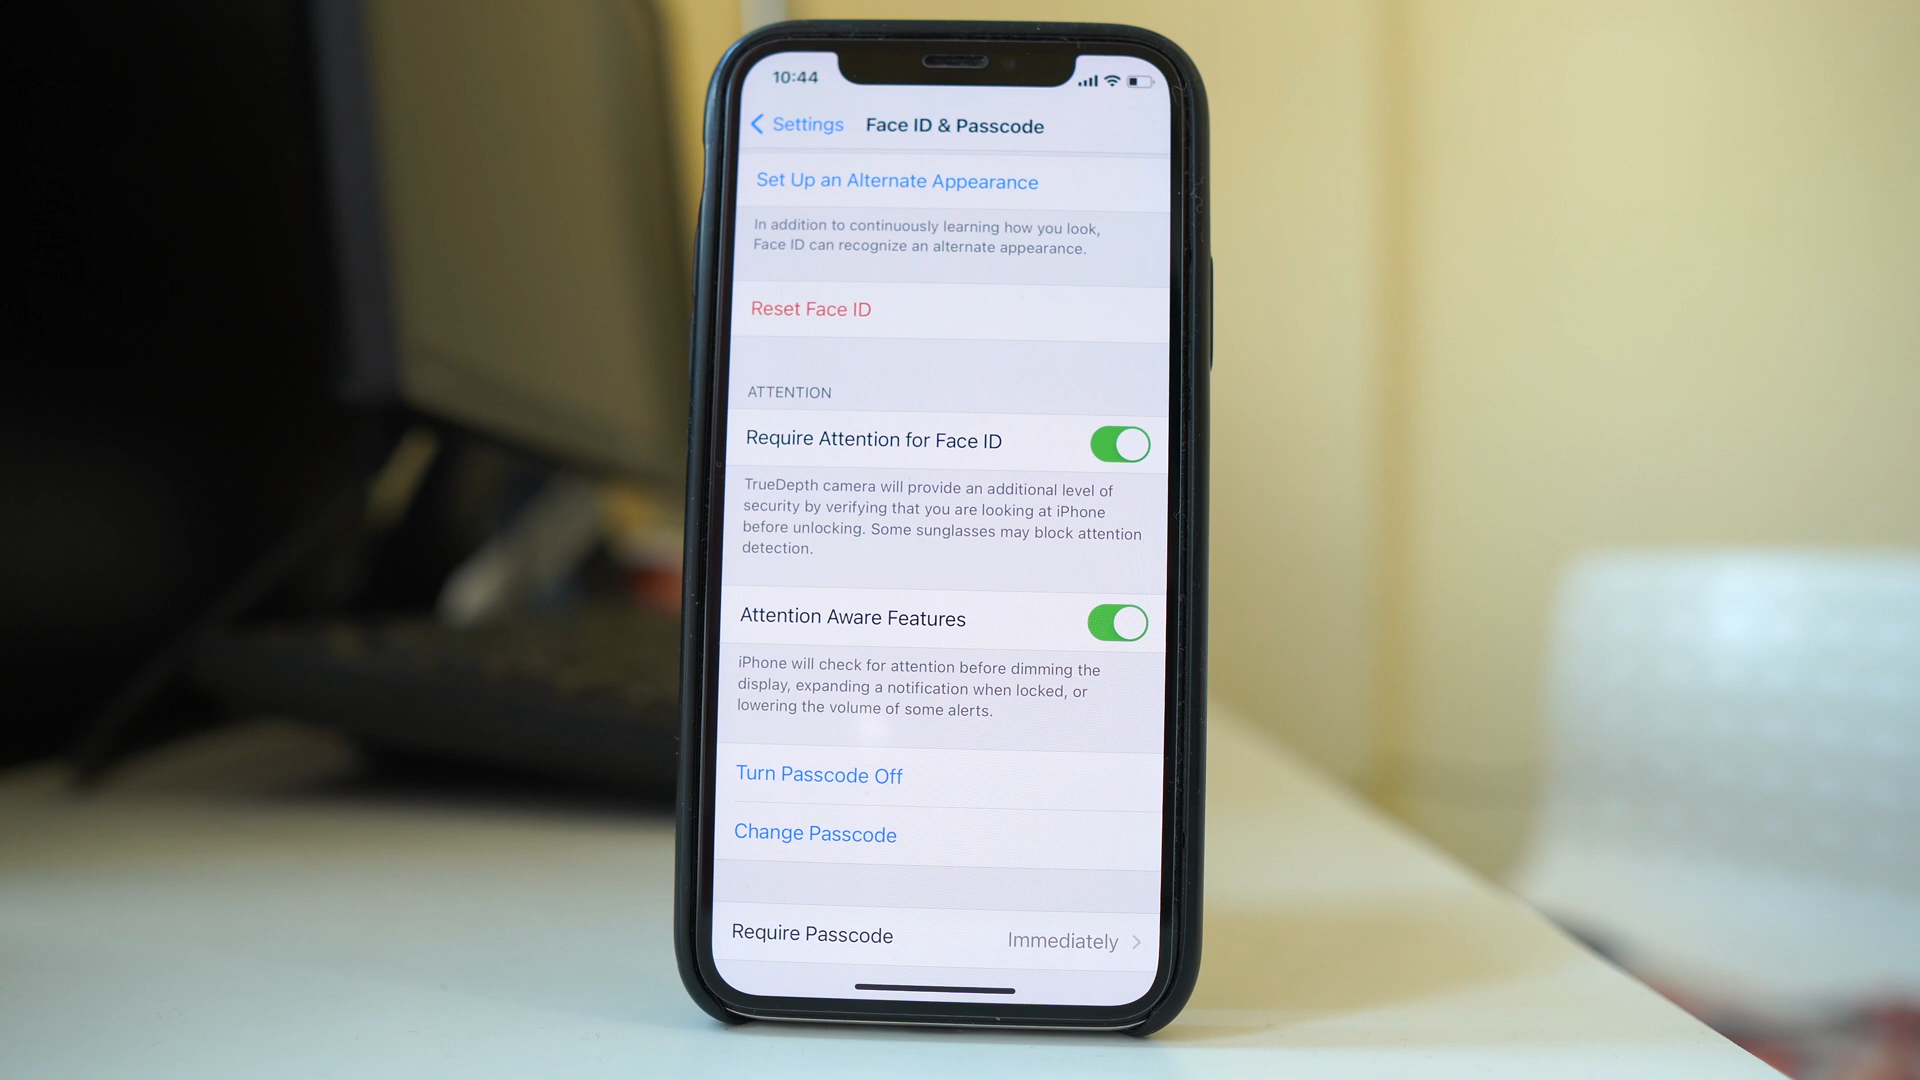 10:44
Settings Face ID & Passcode
Set Up an Alternate Appearance
In addition to continuously learning how you look,
Face ID can recognize an alternate appearance.
Reset Face ID
ATTENTION
Require Attention for Face ID
TrueDepth camera will provide an additional level of
security by verifying that you are looking at iPhone
before unlocking. Some sunglasses may block attention
detection.
Attention Aware Features
iPhone will check for attention before dimming the
display, expanding a notification when locked, or
lowering the volume of some alerts.
Turn Passcode Off
Change Passcode
Require Passcode Immediately